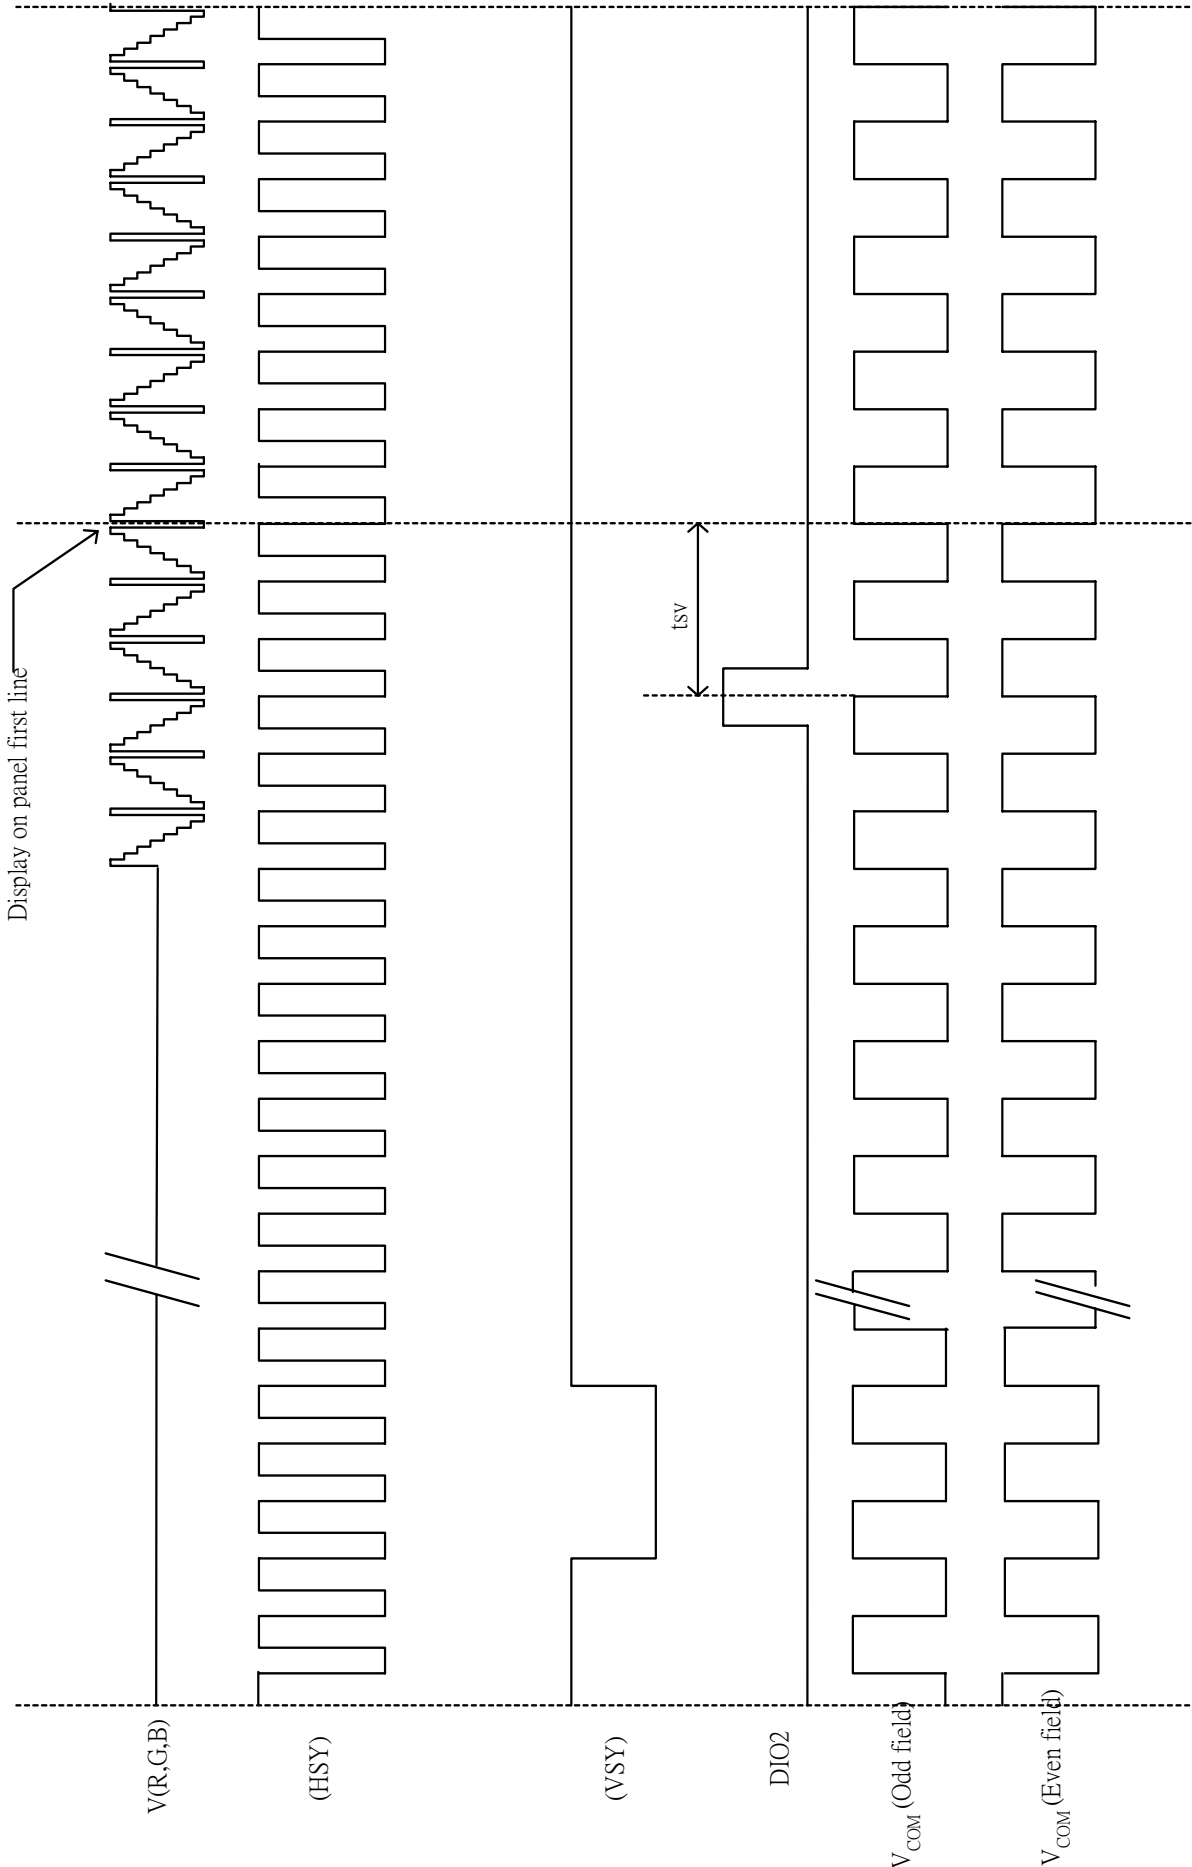 Display on panel first line
V(R,G,B)
(HSY)
(VSY)
tsv
DIO2
VCOM (Odd field)
VCOM (Even field)